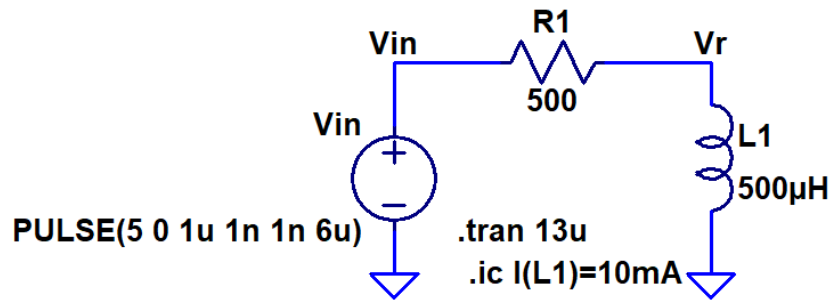 R1
Vin
Vr
500
Vin
L1
500µH
PULSE(5 0 1u 1n 1n 6u)
.tran 13u
.ic I(L1)=10mA